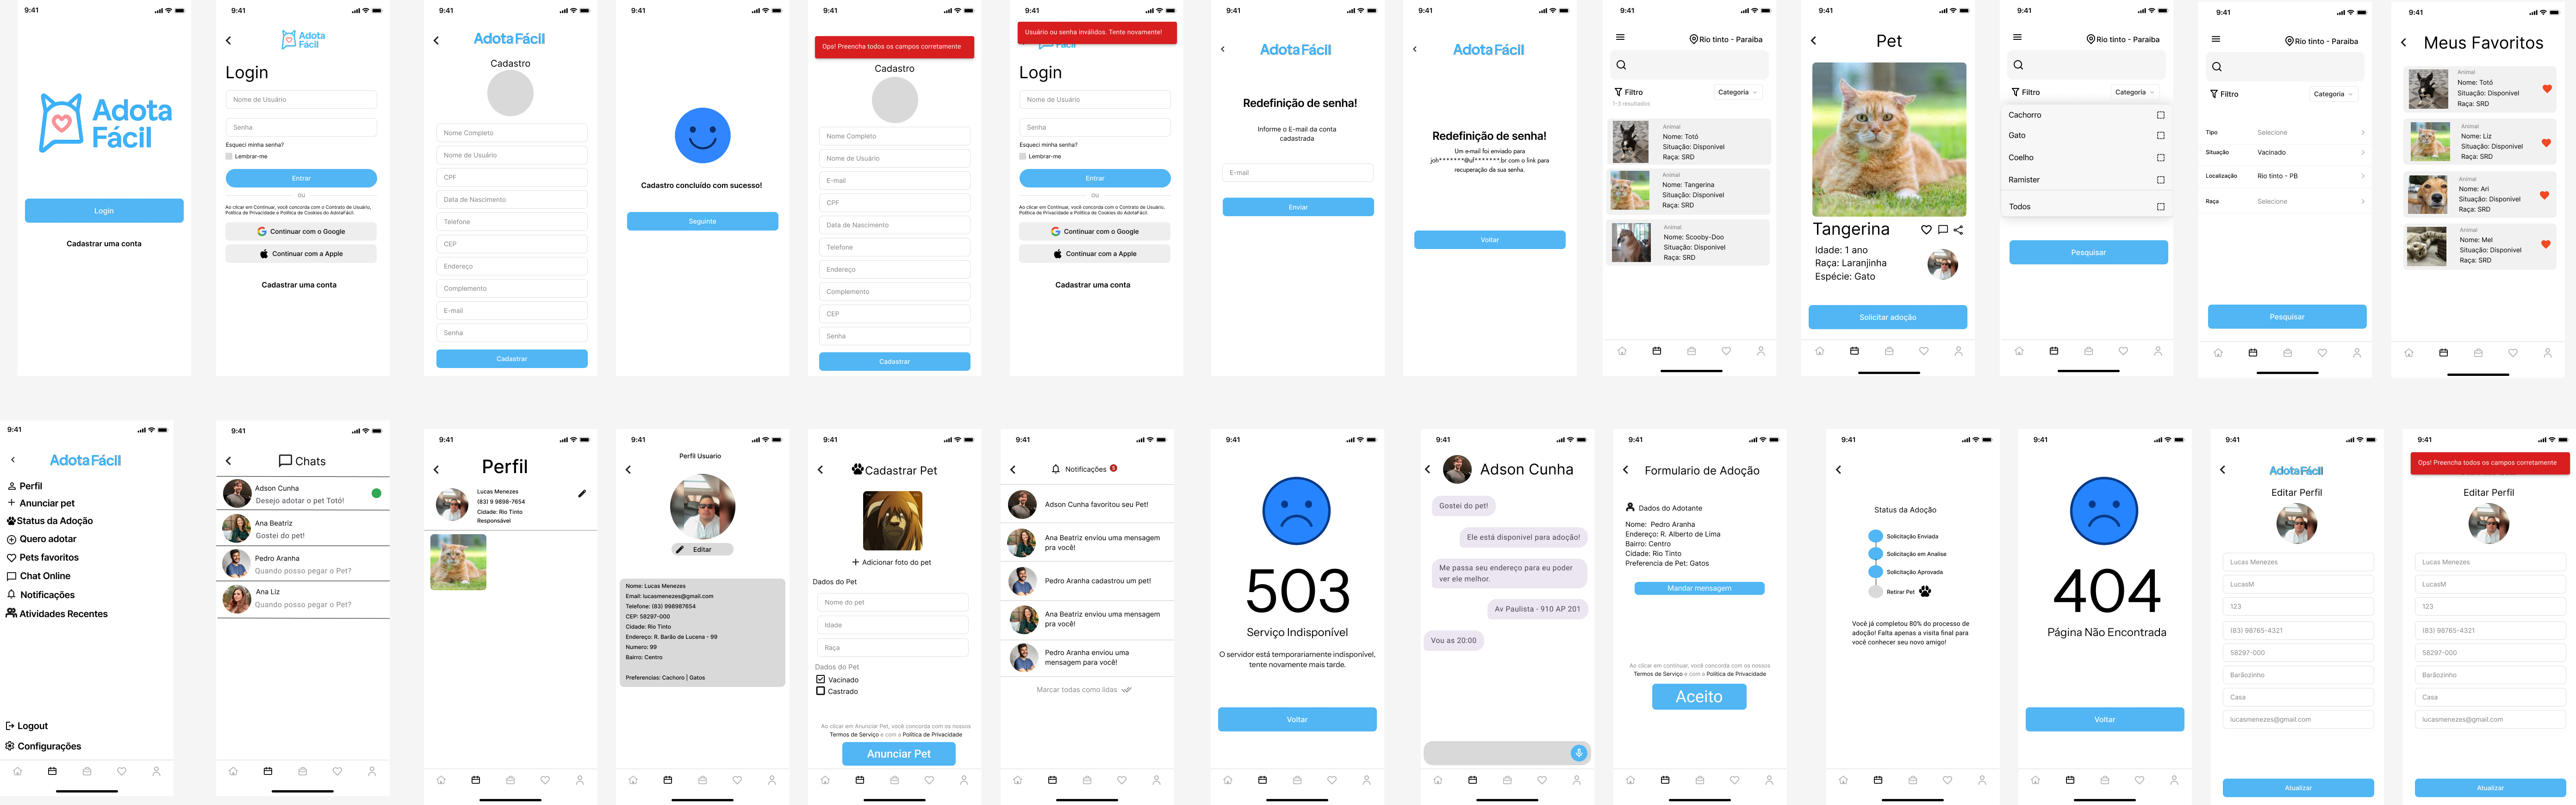 9:41
Adota
Fácil
Login
Cadastrar uma conta
9:41
Adota
Fácil
Login
Nome de Usuário
Senha
Esqueci minha senha?
Lembrar-me
Entrar
ou
Ao clicar em Continuar, você concorda com o Contrato de Usuário,
Política de Privacidade e Política de Cookies do AdotaFácil.
Continuar com o Google
Continuar com a Apple
Cadastrar uma conta
9:41
Adota Fácil
Cadastro
Nome Completo
Nome de Usuário
CPF
Data de Nascimento
Telefone
CEP
Endereço
Complemento
E-mail
Senha
Cadastrar
9:41
Cadastro concluído com sucesso!
Seguinte
9:41
Ops! Preencha todos os campos corretamente
Cadastro
Nome Completo
Nome de Usuário
E-mail
CPF
Data de Nascimento
Telefone
Endereço
Complemento
CEP
Senha
Cadastrar
9:41
Usuário ou senha inválidos. Tente novamente!
Fácil
Login
Nome de Usuário
Senha
Esqueci minha senha?
Lembrar-me
Entrar
ou
Ao clicar em Continuar, você concorda com o Contrato de Usuário,
Política de Privacidade e Política de Cookies do AdotaFácil.
Continuar com o Google
Continuar com a Apple
Cadastrar uma conta
9:41
Adota Fácil
Redefinição de senha!
Informe o E-mail da conta
cadastrada
E-mail
Enviar
9:41
Adota Fácil
Redefinição de senha!
Um e-mail foi enviado para
joh*******@uf*******.br com o link para
recuperação da sua senha.
Voltar
9:41
Rio tinto - Paraiba
Filtro
Categoria
1-3 resultados
Animal
Nome: Totó
Situação: Disponivel
Raça: SRD
Animal
Nome: Tangerina
Situação: Disponivel
Raça: SRD
Animal
Nome: Scooby-Doo
Situação: Disponivel
Raça: SRD
9:41
Pet
Tangerina
Idade: 1 ano
Raça: Laranjinha
Espécie: Gato
Solicitar adoção
9:41
Rio tinto - Paraiba
Filtro
Categoria
Cachorro
Gato
Coelho
Ramister
Todos
Pesquisar
9:41
Rio tinto - Paraiba
Filtro
Categoria
Tipo
Selecione
Situação
Vacinado
Localização
Rio tinto - PB
Raça
Selecione
Pesquisar
9:41
Meus Favoritos
Animal
Nome: Totó
Situação: Disponivel
Raça: SRD
Animal
Nome: Liz
Situação: Disponivel
Raça: SRD
Animal
Nome: Ari
Situação: Disponivel
Raça: SRD
Animal
Nome: Mel
Situação: Disponivel
Raça: SRD
9:41
Adota Fácil
Perfil
Anunciar pet
Status da Adoção
Quero adotar
Pets favoritos
Chat Online
Notificações
Atividades Recentes
Logout
Configurações
9:41
Chats
Adson Cunha
Desejo adotar o pet Totó!
Ana Beatriz
Gostei do pet!
Pedro Aranha
Quando posso pegar o Pet?
Ana Liz
Quando posso pegar o Pet?
9:41
Perfil
Lucas Menezes
(83) 9 9898-7654
Cidade: Rio Tinto
Responsável
9:41
Perfil Usuario
Editar
Nome: Lucas Menezes
Email: lucasmenezes@gmail.com
Telefone: (83) 998987654
CEP: 58297-000
Cidade: Rio Tinto
Endereço: R. Barão de Lucena - 99
Numero: 99
Bairro: Centro
Preferencias: Cachoro | Gatos
9:41
Cadastrar Pet
Adicionar foto do pet
Dados do Pet
Nome do pet
Idade
Raça
Dados do Pet
Vacinado
Castrado
Ao clicar em Anunciar Pet, você concorda com os nossos
Termos de Serviço e com a Política de Privacidade
Anunciar Pet
9:41
Notificações
Adson Cunha favoritou seu Pet!
Ana Beatriz enviou uma mensagem
pra você!
Pedro Aranha cadastrou um pet!
Ana Beatriz enviou uma mensagem
pra você!
Pedro Aranha enviou uma
mensagem para você!
Marcar todas como lidas
9:41
503
Serviço Indisponível
O servidor está temporariamente indisponível,
tente novamente mais tarde.
Voltar
9:41
Adson Cunha
Gostei do pet!
Ele está disponivel para adoção!
Me passa seu endereço para eu poder
ver ele melhor.
Av Paulista - 910 AP 201
Vou as 20:00
9:41
Formulario de Adoção
Dados do Adotante
Nome: Pedro Aranha
Endereço: R. Alberto de Lima
Bairro: Centro
Cidade: Rio Tinto
Preferencia de Pet: Gatos
Mandar mensagem
Ao clicar em continuar, você concorda com os nossos
Termos de Serviço e com a Política de Privacidade
Aceito
9:41
Status da Adoção
Solicitação Enviada
Solicitação em Analise
Solicitação Aprovada
Retirar Pet
Você já completou 80% do processo de
adoção! Falta apenas a visita final para
você conhecer seu novo amigo!
9:41
404
Página Não Encontrada
Voltar
9:41
Adota Fácil
Editar Perfil
Lucas Menezes
LucasM
123
(83) 98765-4321
58297-000
Barãozinho
Casa
lucasmenezes@gmail.com
Atualizar
9:41
Ops! Preencha todos os campos corretamente
Editar Perfil
Lucas Menezes
LucasM
123
(83) 98765-4321
58297-000
Barãozinho
Casa
lucasmenezes@gmail.com
Atualizar